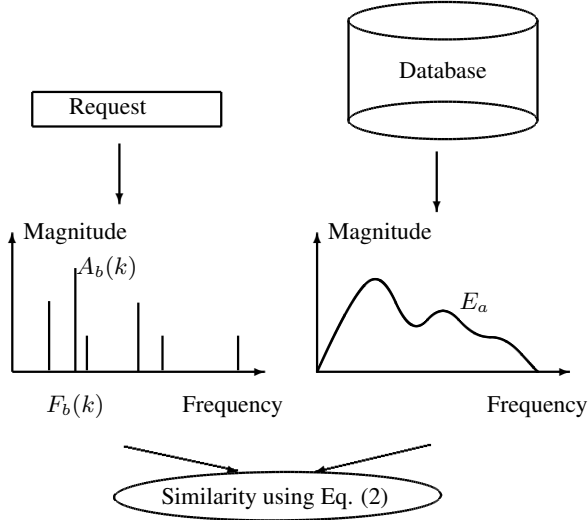 Database
Request
Magnitude
A_b(k)
F_b(k)
Frequency
Magnitude
E_a
Frequency
Similarity using Eq. (2)